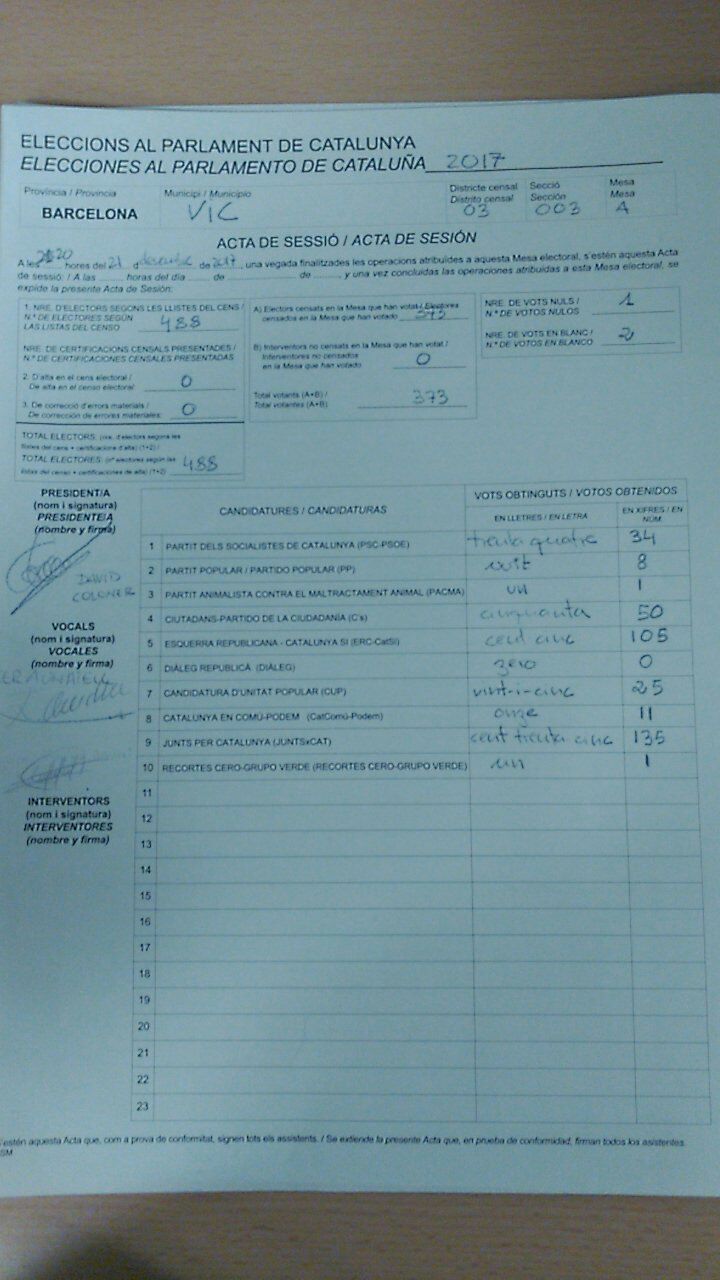 ELECCIONS AL PARLAMENT DE CATALUNYA
ELECCIONES AL PARLAMENTO DE CATALUÑA 2017
Província / Provincia
BARCELONA
Municipi / Municipio
VIC
Districte censal
Distrito censal
03
Secció
Sección
003
Mesa
Mesa
A
ACTA DE SESSIÓ / ACTA DE SESIÓN
A les 20 hores del 21 d desembre de 2017, una vegada finalitzades les operacions atribuïdes a aquesta Mesa electoral, s'estén aquesta Acta
de sessió: / A las ........ horas del día ........ de ........ de ........, y una vez concluidas las operaciones atribuidas a esta Mesa electoral, se
expide la presente Acta de Sesión:
1. NRE. D'ELECTORS SEGONS LES LLISTES DEL CENS /
N.º DE ELECTORES SEGÚN
LAS LISTAS DEL CENSO 488
NRE. DE CERTIFICACIONS CENSALS PRESENTADES /
N.º DE CERTIFICACIONES CENSALES PRESENTADAS
2. D'alta en el cens electoral /
De alta en el censo electoral: 0
3. De correcció d'errors materials /
De corrección de errores materiales: 0
TOTAL ELECTORS: (nre. d'electors segons les
llistes del cens + certificacions d'alta) (1+2) /
TOTAL ELECTORES: (nº electores según las
listas del censo + certificaciones de alta) (1+2) 488
A) Electors censats en la Mesa que han votat / Electores
censados en la Mesa que han votado 373
B) Interventors no censats en la Mesa que han votat /
Interventores no censados
en la Mesa que han votado 0
Total votants (A+B) /
Total votantes (A+B) 373
NRE. DE VOTS NULS /
N.º DE VOTOS NULOS 1
NRE. DE VOTS EN BLANC /
N.º DE VOTOS EN BLANCO 2
PRESIDENT/A
(nom i signatura)
PRESIDENTE/A
(nombre y firma)
DAVID
COLOMER
VOCALS
(nom i signatura)
VOCALES
(nombre y firma)
INTERVENTORS
(nom i signatura)
INTERVENTORES
(nombre y firma)
CANDIDATURES / CANDIDATURAS
VOTS OBTINGUTS / VOTOS OBTENIDOS
EN LLETRES / EN LETRA
EN XIFRES / EN NÚM.
1 PARTIT DELS SOCIALISTES DE CATALUNYA (PSC-PSOE) trenta quatre 34
2 PARTIT POPULAR / PARTIDO POPULAR (PP) vuit 8
3 PARTIT ANIMALISTA CONTRA EL MALTRACTAMENT ANIMAL (PACMA) un 1
4 CIUTADANS-PARTIDO DE LA CIUDADANÍA (C's) cinquanta 50
5 ESQUERRA REPUBLICANA - CATALUNYA SÍ (ERC-CatSí) cent cinc 105
6 DIÀLEG REPUBLICÀ (DIÀLEG) zero 0
7 CANDIDATURA D'UNITAT POPULAR (CUP) vint-i-cinc 25
8 CATALUNYA EN COMÚ-PODEM (CatComú-Podem) onze 11
9 JUNTS PER CATALUNYA (JUNTSxCAT) cent trenta-cinc 135
10 RECORTES CERO-GRUPO VERDE (RECORTES CERO-GRUPO VERDE) un 1
11
12
13
14
15
16
17
18
19
20
21
22
23
s'estén aquesta Acta que, com a prova de conformitat, signen tots els assistents. / Se extiende la presente Acta que, en prueba de conformidad, firman todos los asistentes.